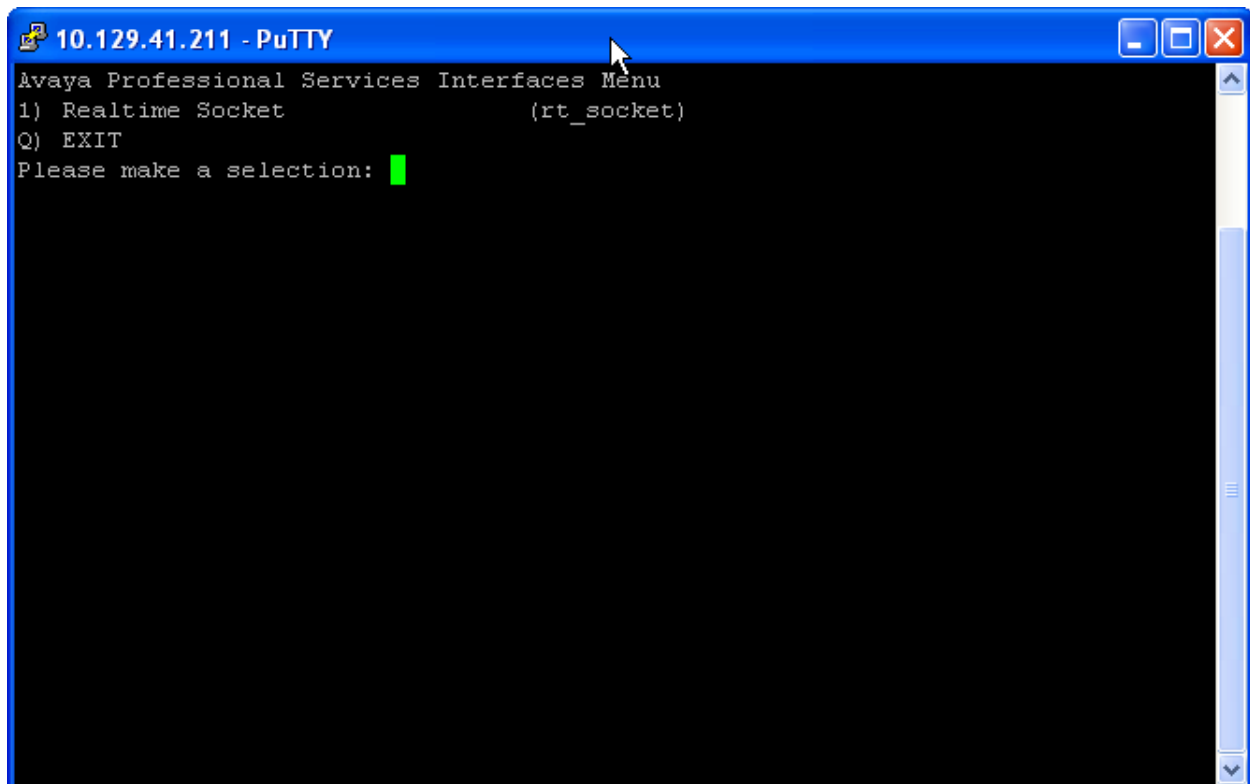 10.129.41.211 - PuTTY
Avaya Professional Services Interfaces Menu
1) Realtime Socket (rt_socket)
Q) EXIT
Please make a selection: